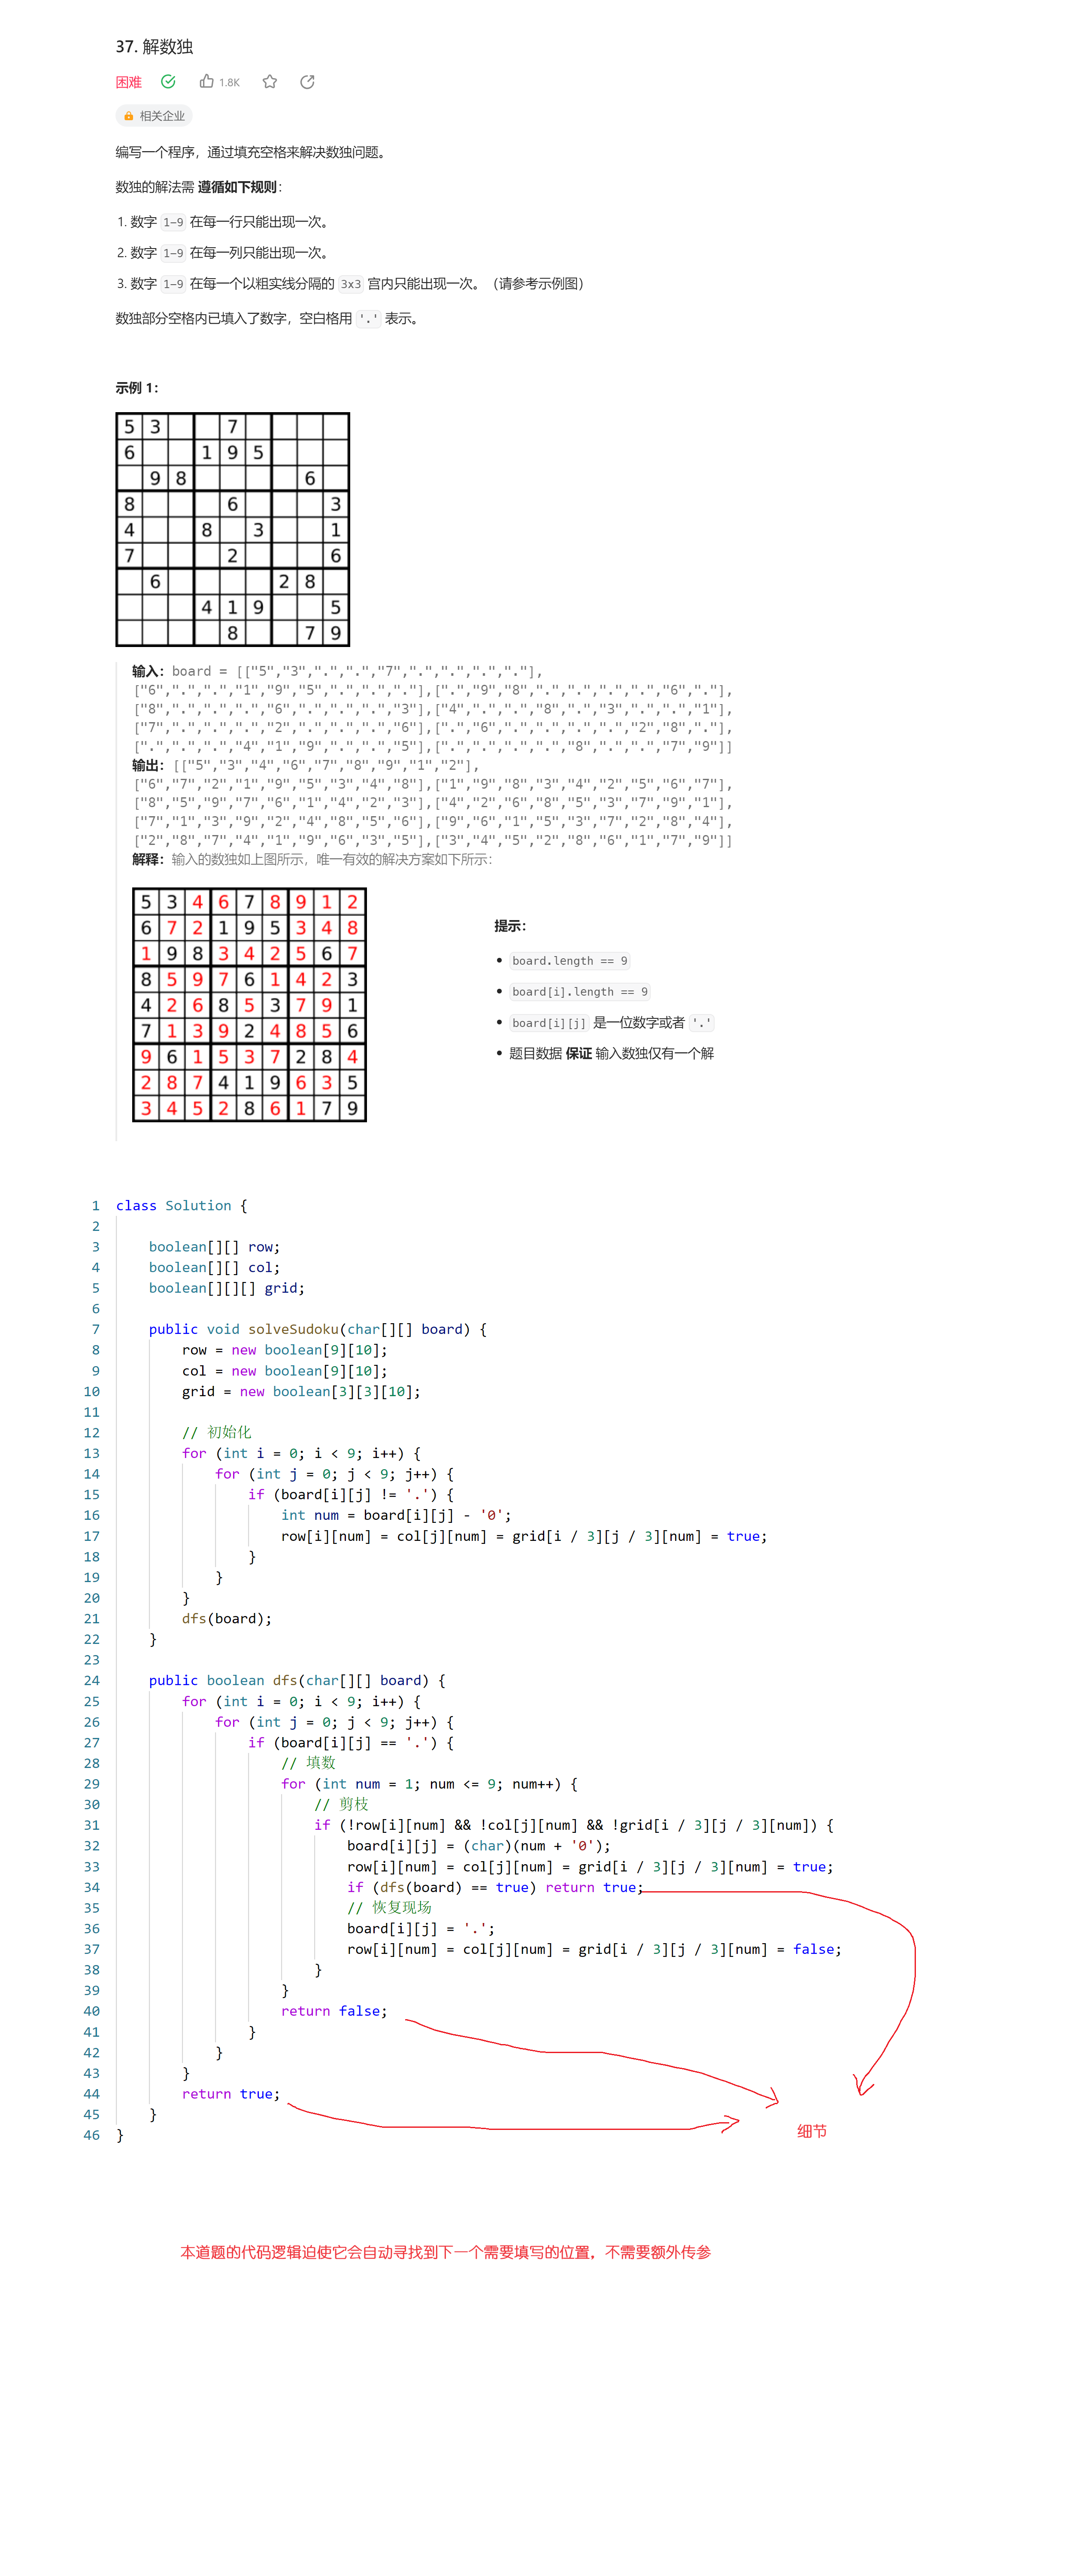 37. 解数独
困难 1.8K
相关企业
编写一个程序，通过填充空格来解决数独问题。
数独的解法需 遵循如下规则：
1. 数字 1-9 在每一行只能出现一次。
2. 数字 1-9 在每一列只能出现一次。
3. 数字 1-9 在每一个以粗实线分隔的 3x3 宫内只能出现一次。（请参考示例图）
数独部分空格内已填入了数字，空白格用 '.' 表示。
示例 1：
5 3 7
6 1 9 5
9 8 6
8 6 3
4 8 3 1
7 2 6
6 2 8
4 1 9 5
8 7 9
输入：board = [["5","3",".",".","7",".",".",".","."],
["6",".",".","1","9","5",".",".","."],[".","9","8",".",".",".",".","6","."],
["8",".",".",".","6",".",".",".","3"],["4",".",".","8",".","3",".",".","1"],
["7",".",".",".","2",".",".",".","6"],[".","6",".",".",".",".","2","8","."],
[".",".",".","4","1","9",".",".","5"],[".",".",".",".","8",".",".","7","9"]]
输出：[["5","3","4","6","7","8","9","1","2"],
["6","7","2","1","9","5","3","4","8"],["1","9","8","3","4","2","5","6","7"],
["8","5","9","7","6","1","4","2","3"],["4","2","6","8","5","3","7","9","1"],
["7","1","3","9","2","4","8","5","6"],["9","6","1","5","3","7","2","8","4"],
["2","8","7","4","1","9","6","3","5"],["3","4","5","2","8","6","1","7","9"]]
解释：输入的数独如上图所示，唯一有效的解决方案如下所示：
5 3 4 6 7 8 9 1 2
6 7 2 1 9 5 3 4 8
1 9 8 3 4 2 5 6 7
8 5 9 7 6 1 4 2 3
4 2 6 8 5 3 7 9 1
7 1 3 9 2 4 8 5 6
9 6 1 5 3 7 2 8 4
2 8 7 4 1 9 6 3 5
3 4 5 2 8 6 1 7 9
提示：
• board.length == 9
• board[i].length == 9
• board[i][j] 是一位数字或者 '.'
• 题目数据 保证 输入数独仅有一个解
1 class Solution {
2
3     boolean[][] row;
4     boolean[][] col;
5     boolean[][][] grid;
6
7     public void solveSudoku(char[][] board) {
8         row = new boolean[9][10];
9         col = new boolean[9][10];
10         grid = new boolean[3][3][10];
11
12         // 初始化
13         for (int i = 0; i < 9; i++) {
14             for (int j = 0; j < 9; j++) {
15                 if (board[i][j] != '.') {
16                     int num = board[i][j] - '0';
17                     row[i][num] = col[j][num] = grid[i / 3][j / 3][num] = true;
18                 }
19             }
20         }
21         dfs(board);
22     }
23
24     public boolean dfs(char[][] board) {
25         for (int i = 0; i < 9; i++) {
26             for (int j = 0; j < 9; j++) {
27                 if (board[i][j] == '.') {
28                     // 填数
29                     for (int num = 1; num <= 9; num++) {
30                         // 剪枝
31                         if (!row[i][num] && !col[j][num] && !grid[i / 3][j / 3][num]) {
32                             board[i][j] = (char)(num + '0');
33                             row[i][num] = col[j][num] = grid[i / 3][j / 3][num] = true;
34                             if (dfs(board) == true) return true;
35                             // 恢复现场
36                             board[i][j] = '.';
37                             row[i][num] = col[j][num] = grid[i / 3][j / 3][num] = false;
38                         }
39                     }
40                     return false;
41                 }
42             }
43         }
44         return true;
45     }
46 }
细节
本道题的代码逻辑迫使它会自动寻找到下一个需要填写的位置，不需要额外传参